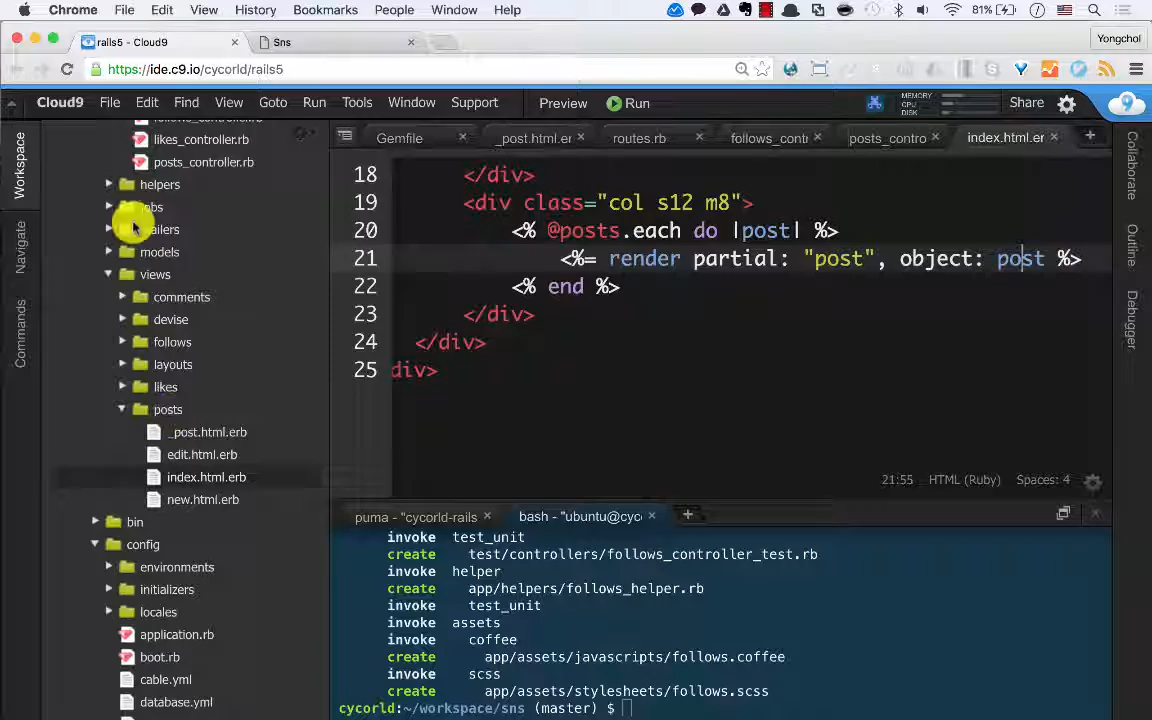 Chrome File Edit View History Bookmarks People Window Help 81%
rails5 - Cloud9
Sns
Yongchol
https://ide.c9.io/cycorld/rails5
Cloud9 File Edit Find View Goto Run Tools Window Support Preview Run MEMORY CPU DISK Share
Workspace
Navigate
Commands
likes_controller.rb
posts_controller.rb
helpers
models
views
comments
devise
follows
layouts
likes
posts
_post.html.erb
edit.html.erb
index.html.erb
new.html.erb
bin
config
environments
initializers
locales
application.rb
boot.rb
cable.yml
database.yml
Gemfile
_post.html.er
routes.rb
follows_contr
posts_contro
index.html.er
18 </div>
19 <div class="col s12 m8">
20 <% @posts.each do |post| %>
21 <%= render partial: "post", object: post %>
22 <% end %>
23 </div>
24 </div>
25 div>
21:55 HTML (Ruby) Spaces: 4
Collaborate
Outline
Debugger
puma - "cycorld-rails
bash - "ubuntu@cyc
invoke test_unit
create test/controllers/follows_controller_test.rb
invoke helper
create app/helpers/follows_helper.rb
invoke test_unit
invoke assets
invoke coffee
create app/assets/javascripts/follows.coffee
invoke scss
create app/assets/stylesheets/follows.scss
cycorld:~/workspace/sns (master) $